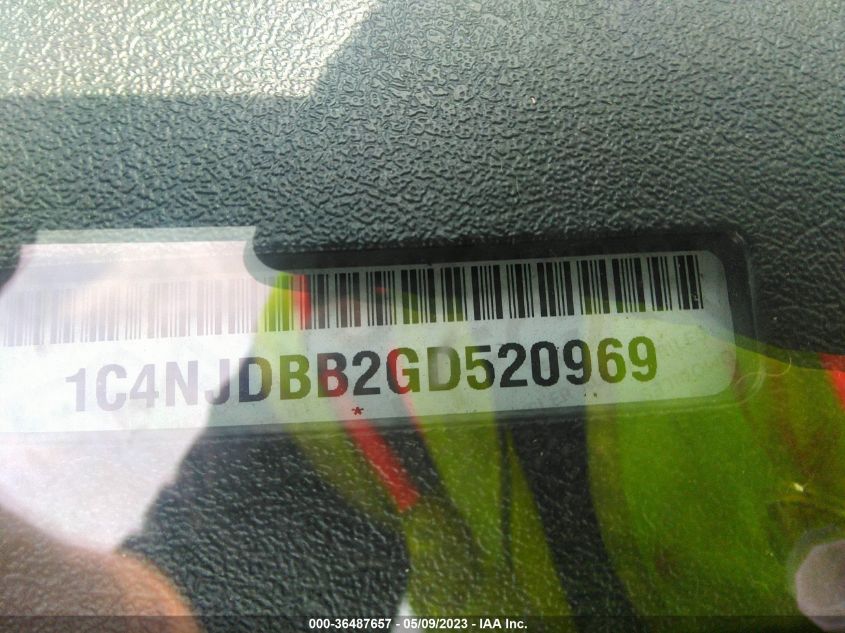 1C4NJDBB2GD520969
*
000-36487657 - 05/09/2023 - IAA Inc.